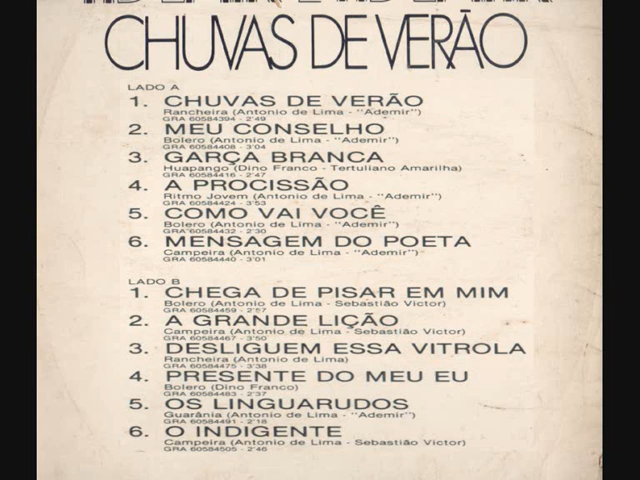 CHUVAS DE VERÃO
LADO A
1. CHUVAS DE VERÃO
Rancheira (Antonio de Lima - "Ademir")
GRA 60584394 - 2'49
2. MEU CONSELHO
Bolero (Antonio de Lima - "Ademir")
GRA 60584408 - 3'04
3. GARÇA BRANCA
Huapango (Dino Franco - Tertuliano Amarilha)
GRA 60584416 - 2'47
4. A PROCISSÃO
Ritmo Jovem (Antonio de Lima - "Ademir")
GRA 60584424 - 3'53
5. COMO VAI VOCÊ
Bolero (Antonio de Lima - "Ademir")
GRA 60584432 - 2'30
6. MENSAGEM DO POETA
Campeira (Antonio de Lima - "Ademir")
GRA 60584440 - 3'01
LADO B
1. CHEGA DE PISAR EM MIM
Bolero (Antonio de Lima - Sebastião Victor)
GRA 60584459 - 2'57
2. A GRANDE LIÇÃO
Campeira (Antonio de Lima - Sebastião Victor)
GRA 60584467 - 3'50
3. DESLIGUEM ESSA VITROLA
Rancheira (Antonio de Lima)
GRA 60584475 - 3'38
4. PRESENTE DO MEU EU
Bolero (Dino Franco)
GRA 60584483 - 2'37
5. OS LINGUARUDOS
Guarânia (Antonio de Lima - "Ademir")
GRA 60584491 - 2'18
6. O INDIGENTE
Campeira (Antonio de Lima - Sebastião Victor)
GRA 60584505 - 2'46